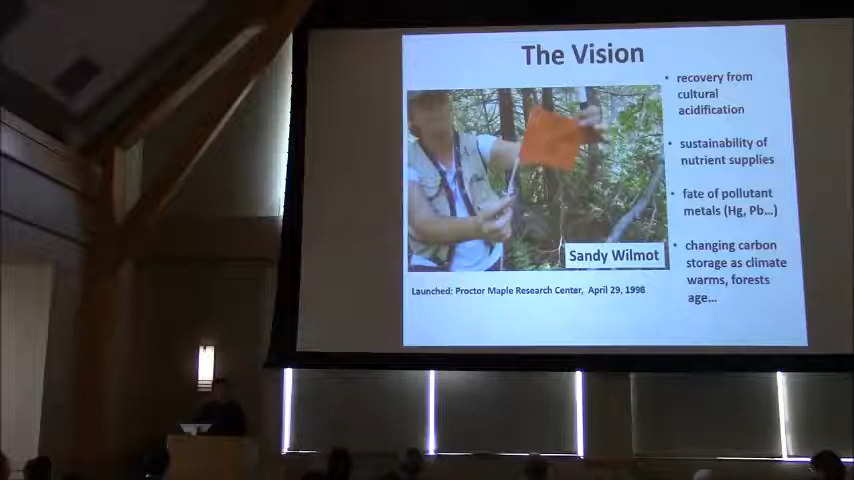 The Vision
• recovery from
cultural
acidification
• sustainability of
nutrient supplies
• fate of pollutant
metals (Hg, Pb...)
• changing carbon
storage as climate
warms, forests
age...
Sandy Wilmot
Launched: Proctor Maple Research Center, April 29, 1998